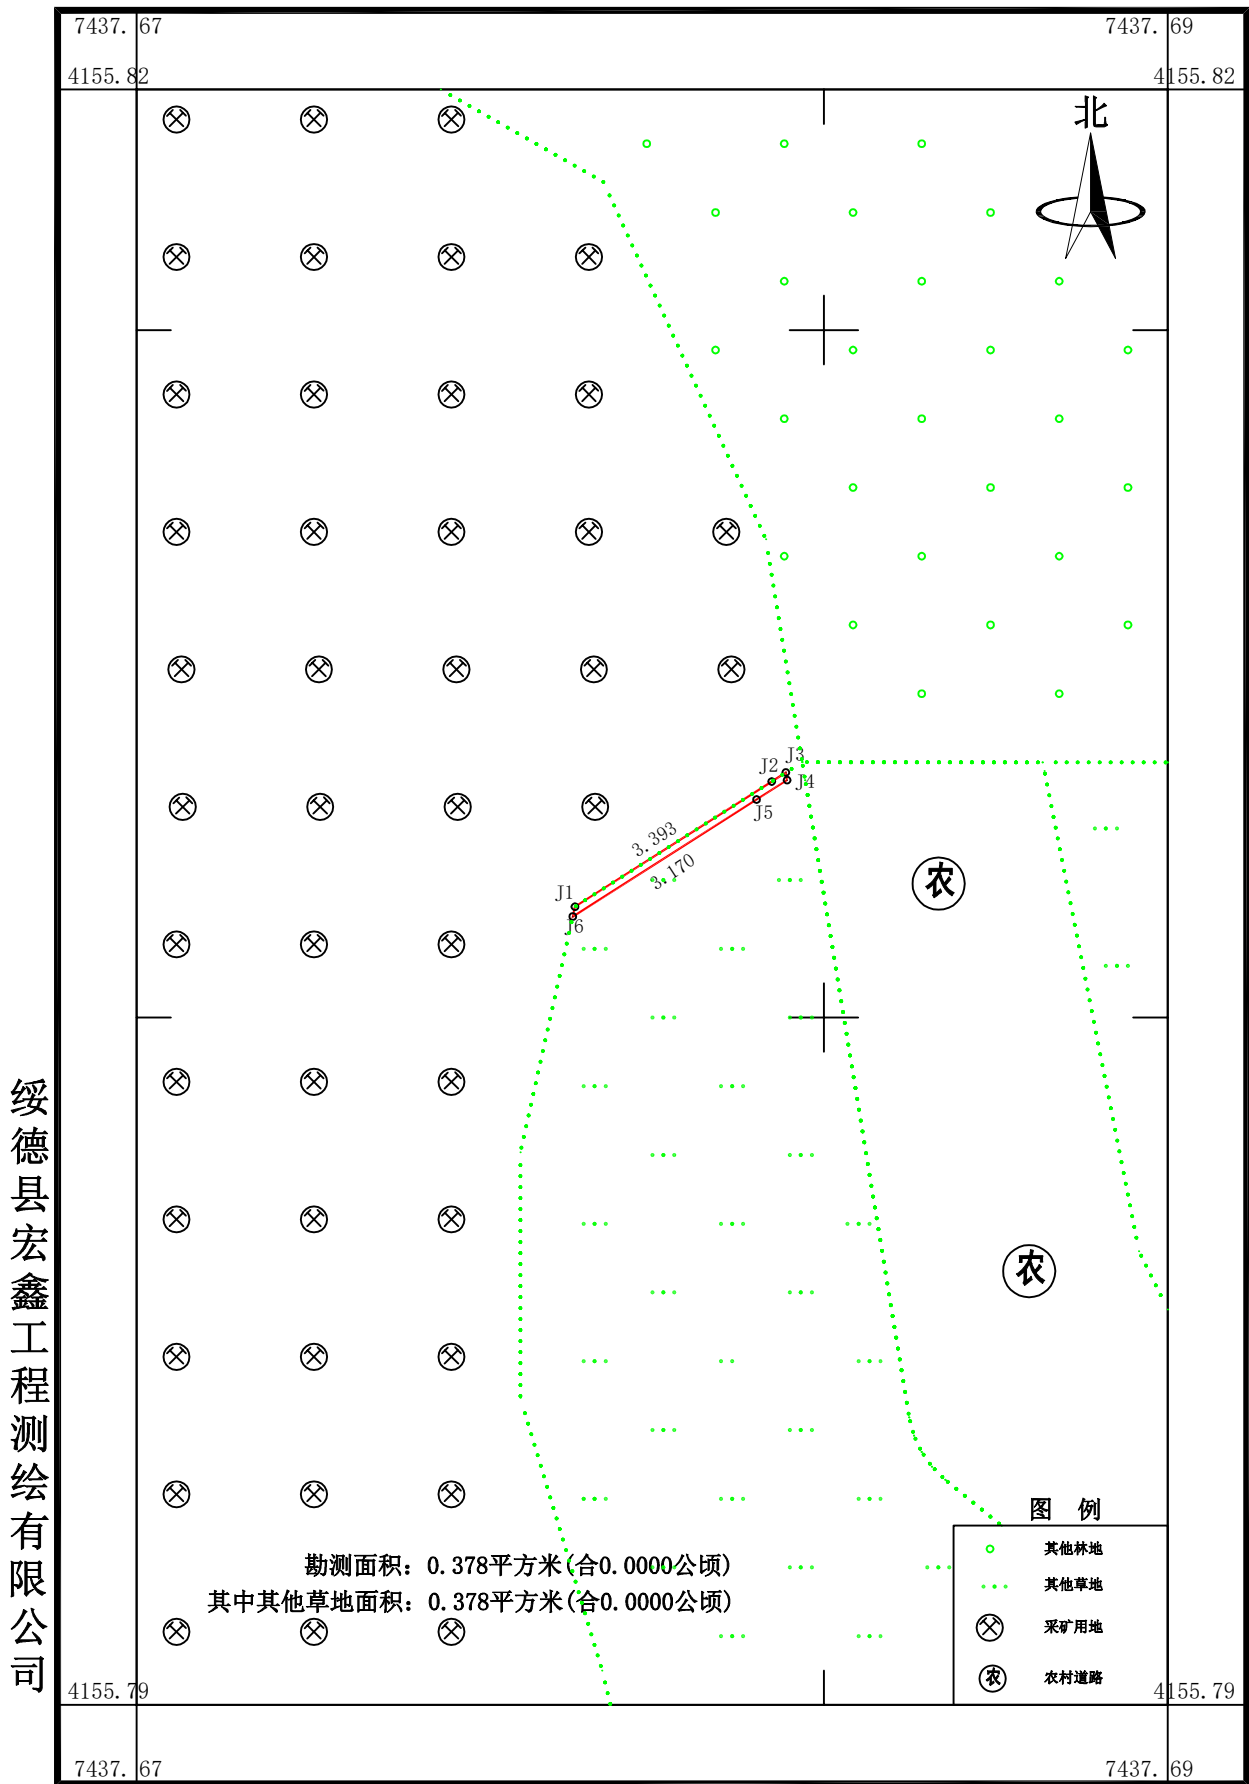 7437.67
7437.69
4155.82
4155.82
北
J3
J2
J4
J5
3.393
3.170
J1
J6
农
农
绥德县宏鑫工程测绘有限公司
图 例
其他林地
其他草地
采矿用地
农 农村道路
勘测面积：0.378平方米(合0.0000公顷)
其中其他草地面积：0.378平方米(合0.0000公顷)
4155.79
4155.79
7437.67
7437.69